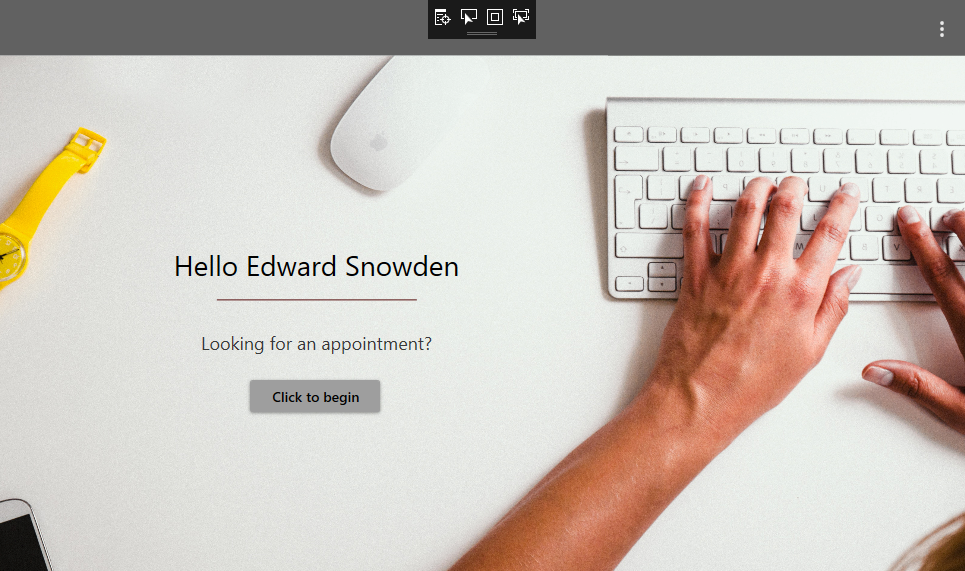 Hello Edward Snowden
Looking for an appointment?
Click to begin